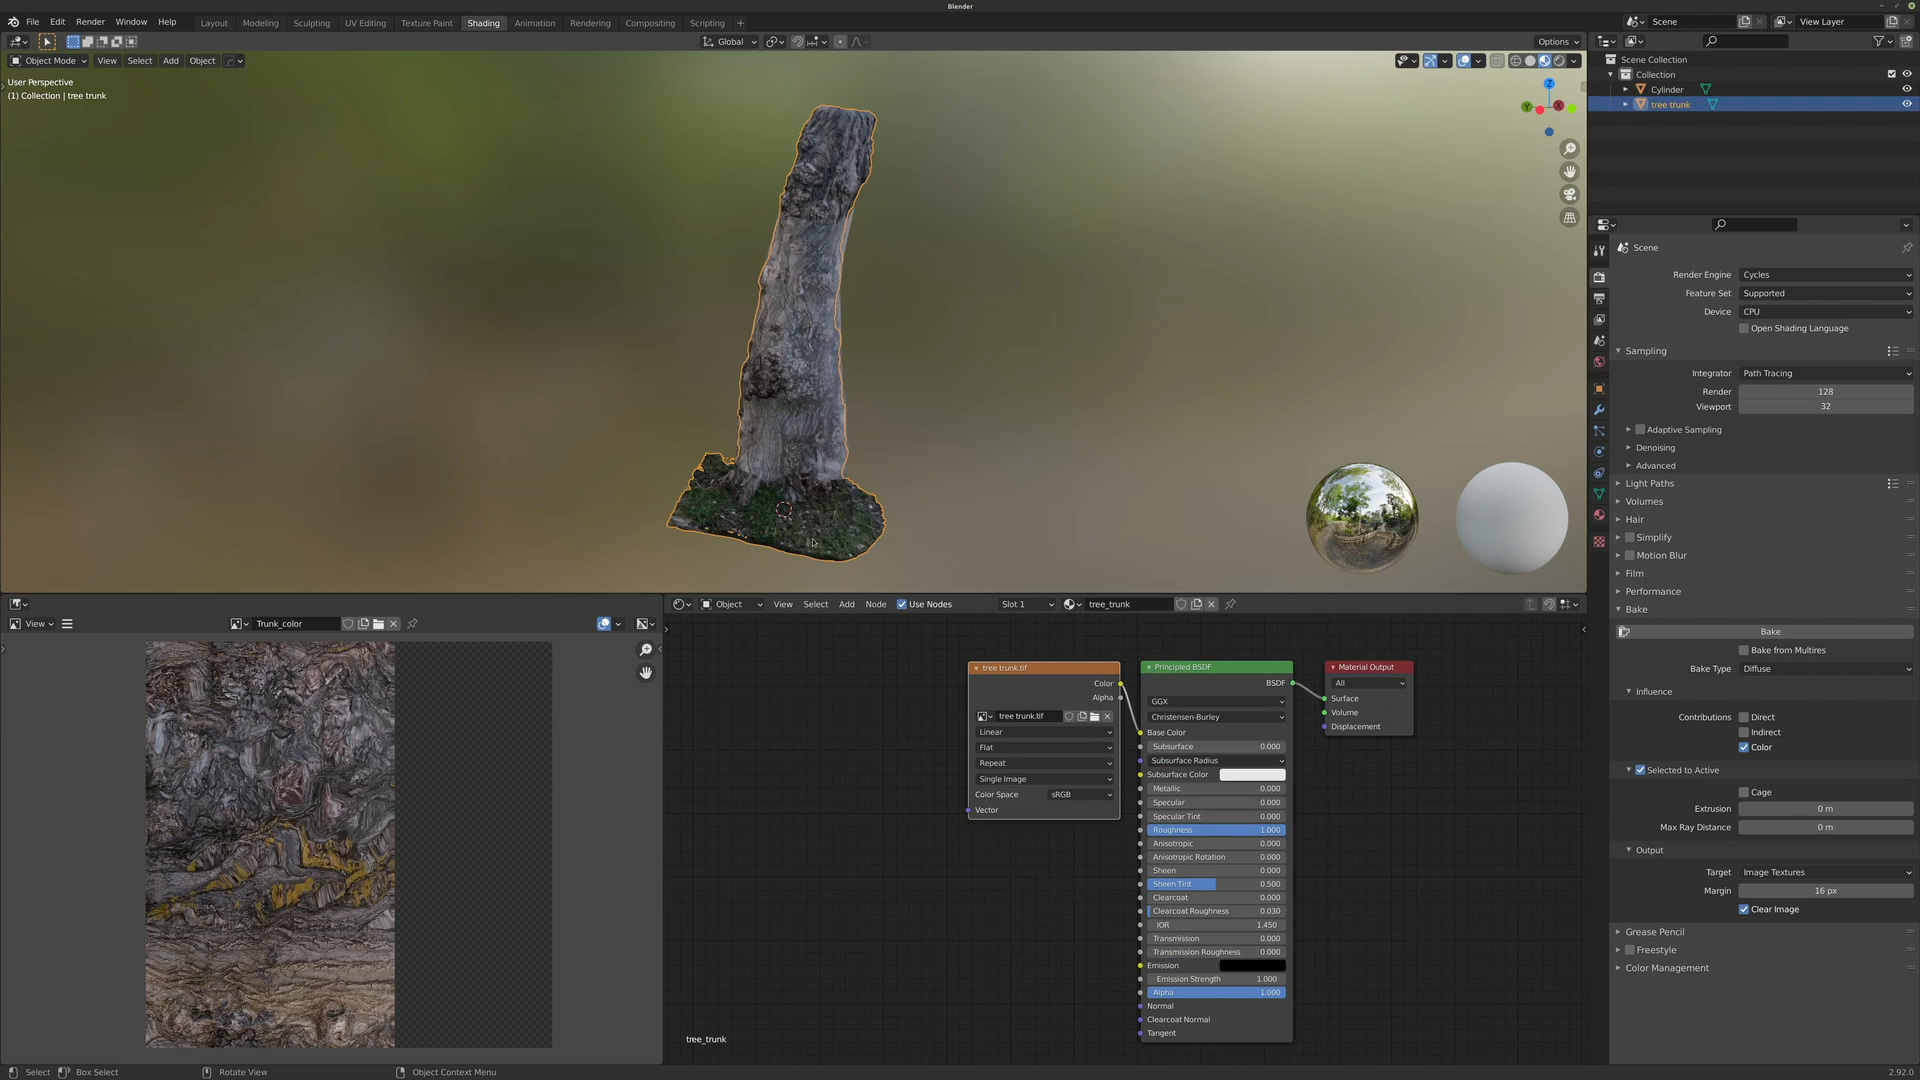 Blender
File Edit Render Window Help Layout Modeling Sculpting UV Editing Texture Paint Shading Animation Rendering Compositing Scripting + Scene View Layer
Global Options
Object Mode View Select Add Object
User Perspective
(1) Collection | tree trunk
Z
Y X
Scene Collection
Collection
Cylinder
tree trunk
Scene
Render Engine Cycles
Feature Set Supported
Device CPU
Open Shading Language
Sampling
Integrator Path Tracing
Render 128
Viewport 32
Adaptive Sampling
Denoising
Advanced
Light Paths
Volumes
Hair
Simplify
Motion Blur
Film
Performance
Bake
Bake
Bake from Multires
Bake Type Diffuse
Influence
Contributions Direct
Indirect
Color
Selected to Active
Cage
Extrusion 0 m
Max Ray Distance 0 m
Output
Target Image Textures
Margin 16 px
Clear Image
Grease Pencil
Freestyle
Color Management
View Trunk_color
Object View Select Add Node Use Nodes Slot 1 tree_trunk
tree trunk.tif
Color
Alpha
tree trunk.tif
Linear
Flat
Repeat
Single Image
Color Space sRGB
Vector
Principled BSDF
BSDF
GGX
Christensen-Burley
Base Color
Subsurface 0.000
Subsurface Radius
Subsurface Color
Metallic 0.000
Specular 0.000
Specular Tint 0.000
Roughness 1.000
Anisotropic 0.000
Anisotropic Rotation 0.000
Sheen 0.000
Sheen Tint 0.500
Clearcoat 0.000
Clearcoat Roughness 0.030
IOR 1.450
Transmission 0.000
Transmission Roughness 0.000
Emission
Emission Strength 1.000
Alpha 1.000
Normal
Clearcoat Normal
Tangent
Material Output
All
Surface
Volume
Displacement
tree_trunk
Select Box Select Rotate View Object Context Menu 2.92.0